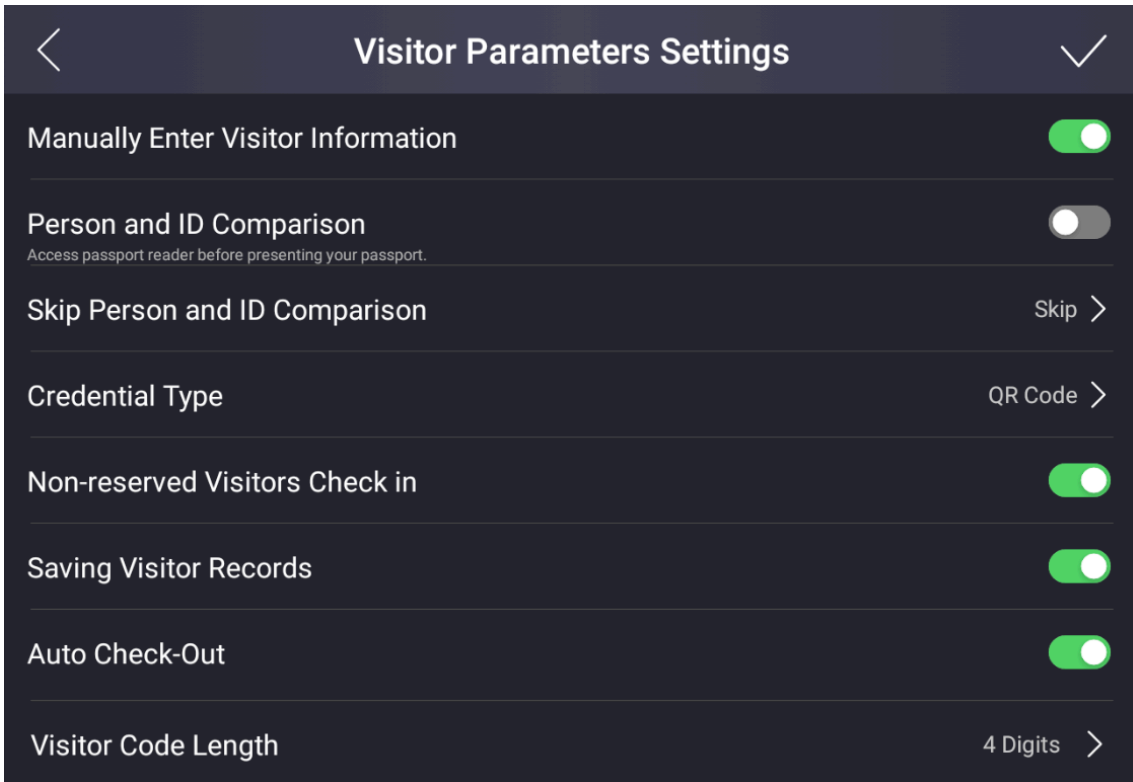 Visitor Parameters Settings
Manually Enter Visitor Information
Person and ID Comparison
Access passport reader before presenting your passport.
Skip Person and ID Comparison Skip
Credential Type QR Code
Non-reserved Visitors Check in
Saving Visitor Records
Auto Check-Out
Visitor Code Length 4 Digits